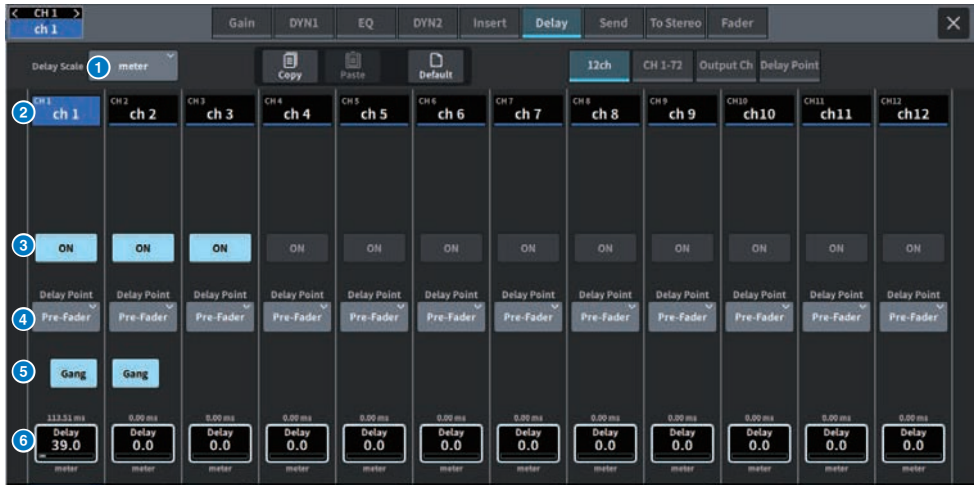 CH 1
ch 1
Gain DYN1 EQ DYN2 Insert Delay Send To Stereo Fader
Delay Scale 1 meter
Copy Paste Default
12ch CH 1-72 Output Ch Delay Point
2
CH 1 CH 2 CH 3 CH 4 CH 5 CH 6 CH 7 CH 8 CH 9 CH10 CH11 CH12
ch 1 ch 2 ch 3 ch 4 ch 5 ch 6 ch 7 ch 8 ch 9 ch10 ch11 ch12
3 ON ON ON ON ON ON ON ON ON ON ON ON
Delay Point Delay Point Delay Point Delay Point Delay Point Delay Point Delay Point Delay Point Delay Point Delay Point Delay Point Delay Point
4 Pre-Fader Pre-Fader Pre-Fader Pre-Fader Pre-Fader Pre-Fader Pre-Fader Pre-Fader Pre-Fader Pre-Fader Pre-Fader Pre-Fader
5 Gang Gang
113.51 ms 0.00 ms 0.00 ms 0.00 ms 0.00 ms 0.00 ms 0.00 ms 0.00 ms 0.00 ms 0.00 ms 0.00 ms 0.00 ms
Delay Delay Delay Delay Delay Delay Delay Delay Delay Delay Delay Delay
6 39.0 0.0 0.0 0.0 0.0 0.0 0.0 0.0 0.0 0.0 0.0 0.0
meter meter meter meter meter meter meter meter meter meter meter meter